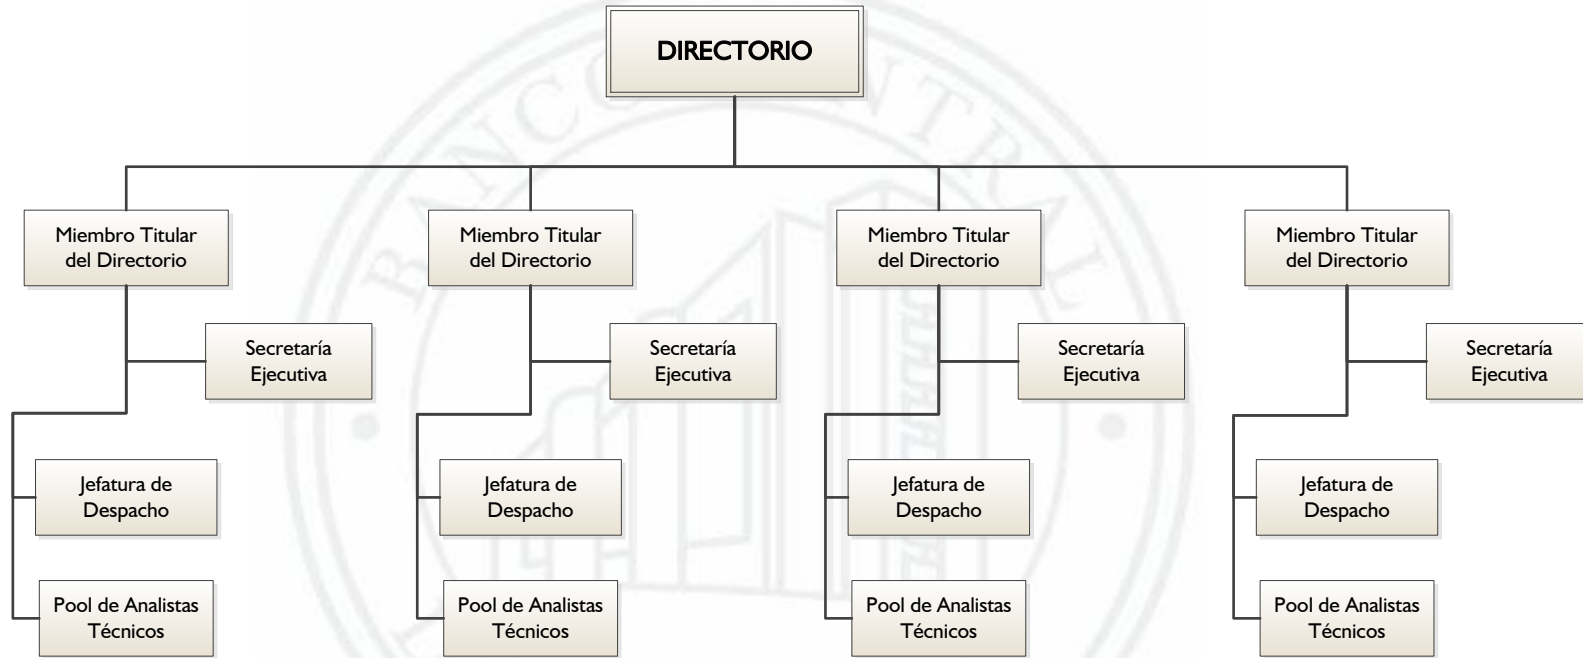 DIRECTORIO
Miembro Titular
del Directorio
Miembro Titular
del Directorio
Miembro Titular
del Directorio
Miembro Titular
del Directorio
Secretaría
Ejecutiva
Secretaría
Ejecutiva
Secretaría
Ejecutiva
Secretaría
Ejecutiva
Jefatura de
Despacho
Jefatura de
Despacho
Jefatura de
Despacho
Jefatura de
Despacho
Pool de Analistas
Técnicos
Pool de Analistas
Técnicos
Pool de Analistas
Técnicos
Pool de Analistas
Técnicos
BANCO CENTRAL